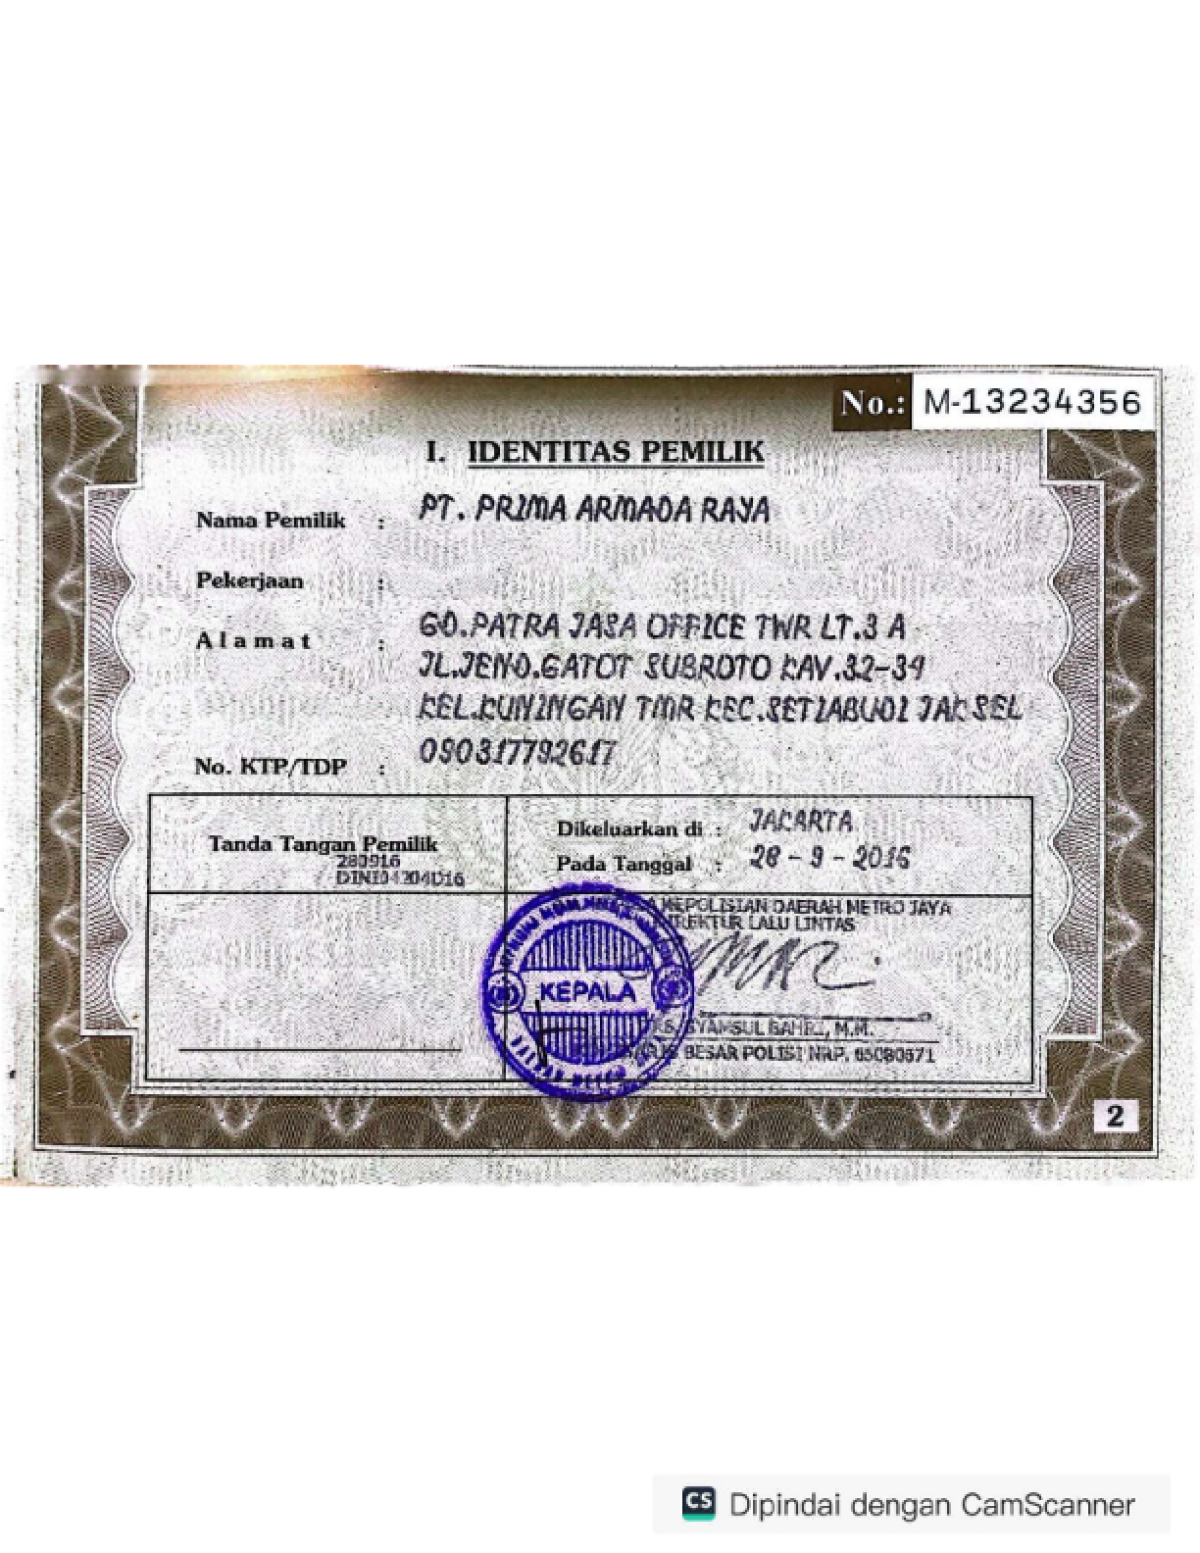 No.: M-13234356
I. IDENTITAS PEMILIK
Nama Pemilik : PT. PRIMA ARMADA RAYA
Pekerjaan :
Alamat : GD.PATRA JASA OFFICE TWR LT.3 A
JL.JEND.GATOT SUBROTO KAV.32-34
KEL.KUNINGAN TMR KEC.SETIABUDI JAKSEL
No. KTP/TDP : 090317792617
Tanda Tangan Pemilik
280916
Dikeluarkan di : JAKARTA
Pada Tanggal : 28 - 9 - 2016
KEPOLISIAN DAERAH METRO JAYA
LALU LINTAS
KEPALA
SYAMSUL BAHRI, M.M.
BESAR POLISI NRP. 65080671
2
CS Dipindai dengan CamScanner